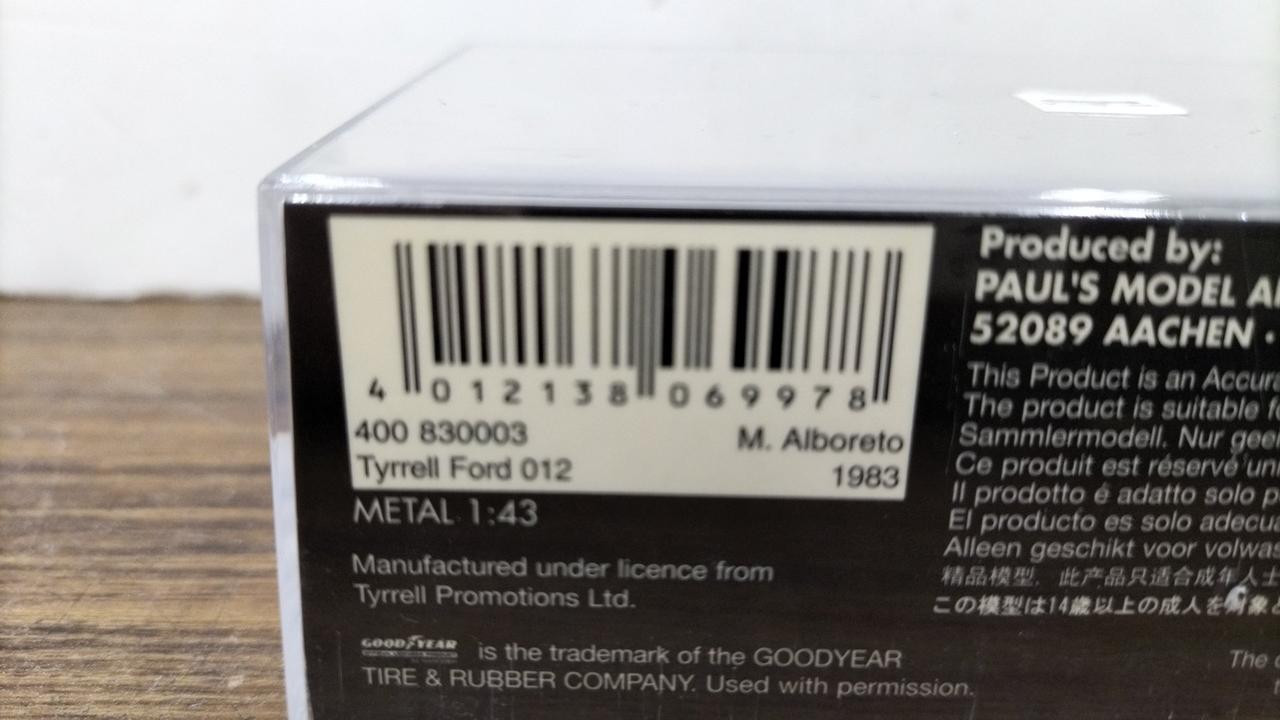 4 012138 069978
400 830003 M. Alboreto
Tyrrell Ford 012 1983
METAL 1:43
Manufactured under licence from
Tyrrell Promotions Ltd.
GOODYEAR is the trademark of the GOODYEAR
TIRE & RUBBER COMPANY. Used with permission.
Produced by:
PAUL'S MODEL
52089 AACHEN ·
This Product is an
The product is suitable
Sammlermodell. Nur
Ce produit est réservé
Il prodotto é adatto solo
El producto es solo
Alleen geschikt voor
精品模型. 此产品只适合成年人士
この模型は14歳以上の成人を対象
The